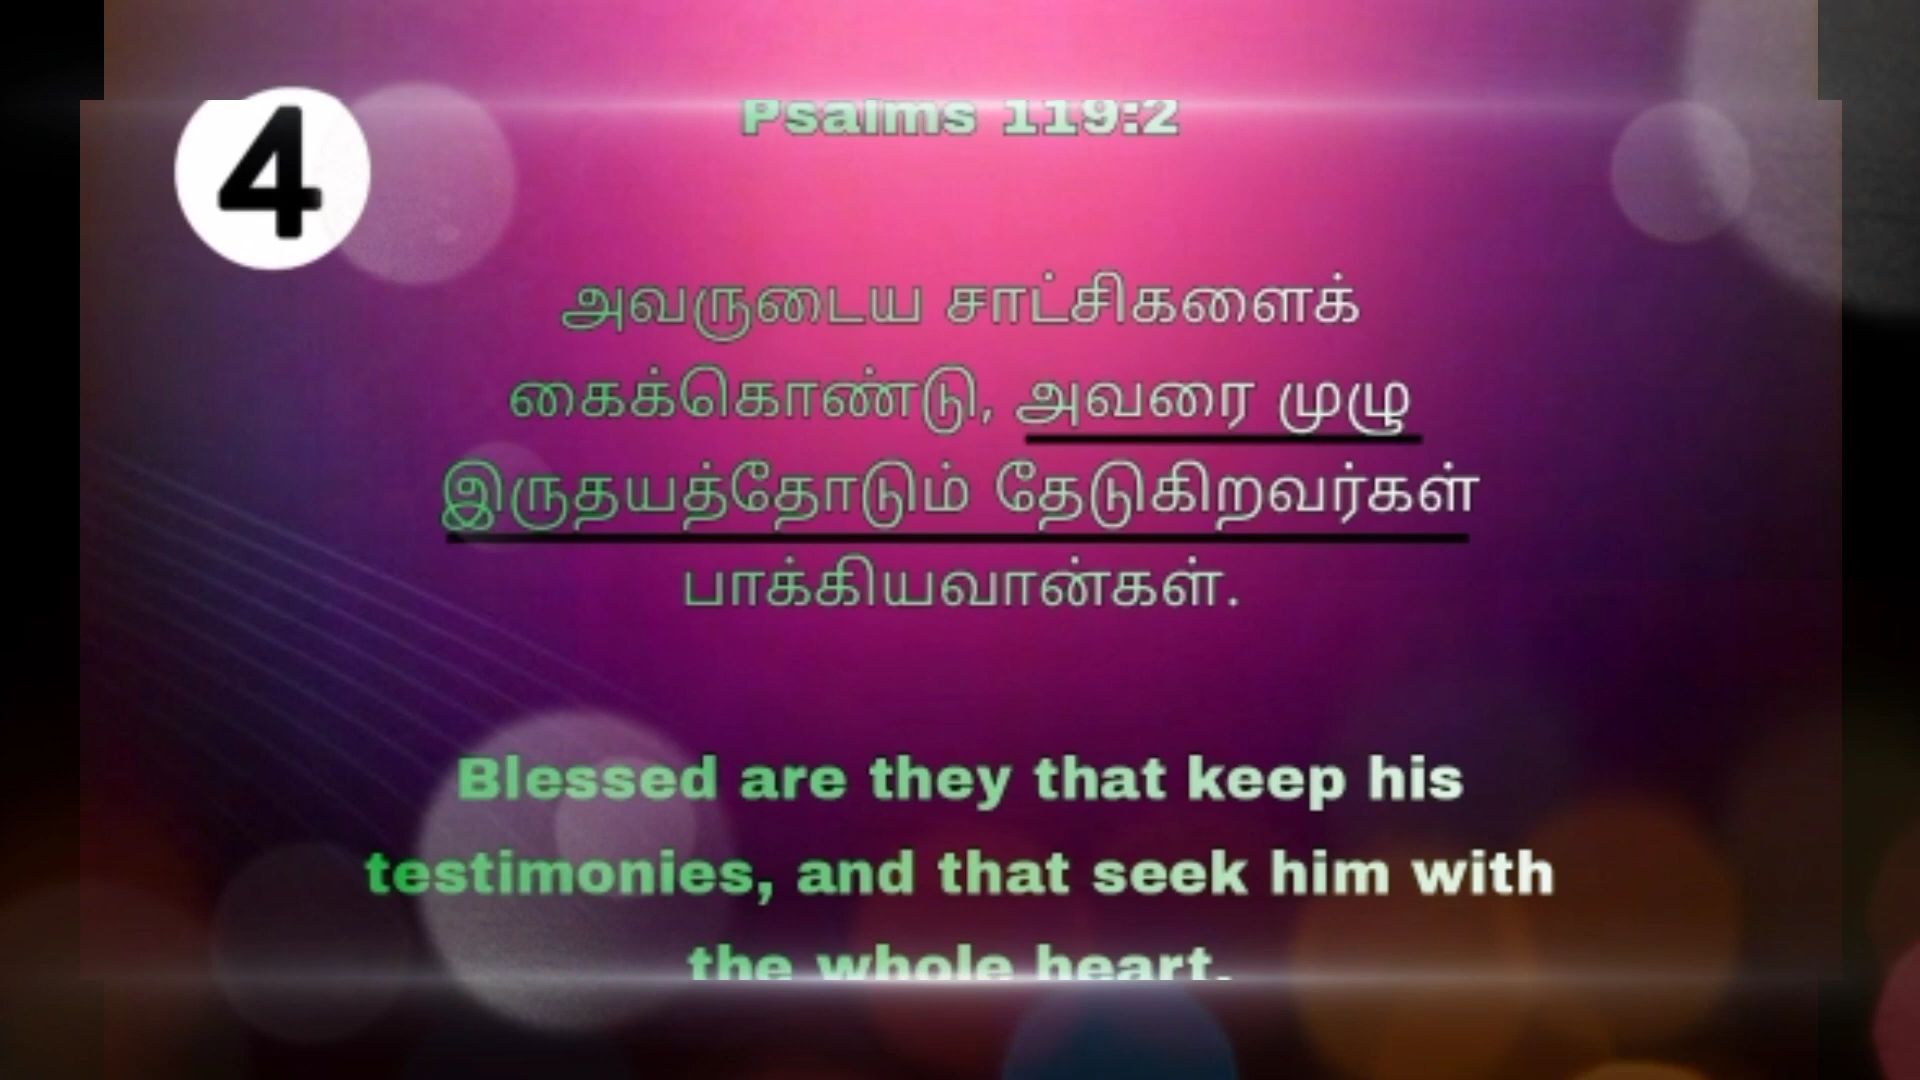 4
Psalms 119:2
அவருடைய சாட்சிகளைக்
கைக்கொண்டு, அவரை முழு
இருதயத்தோடும் தேடுகிறவர்கள்
பாக்கியவான்கள்.
Blessed are they that keep his
testimonies, and that seek him with
the whole heart.